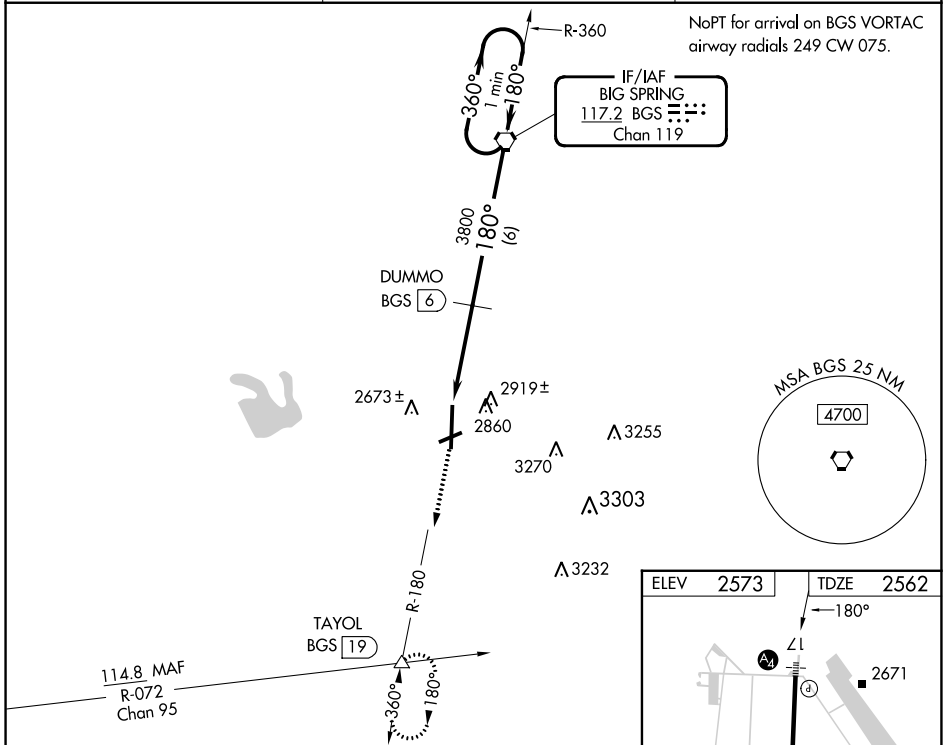 NoPT for arrival on BGS VORTAC
airway radials 249 CW 075.
R-360
360°
1 min
180°
IF/IAF
BIG SPRING
117.2 BGS
Chan 119
3800
180°
(6)
DUMMO
BGS 6
2673±
2919±
2860
3255
3270
3303
3232
MSA BGS 25 NM
4700
R-180
TAYOL
BGS 19
114.8 MAF
R-072
Chan 95
360°
180°
ELEV 2573
TDZE 2562
180°
17
A4
2671
P